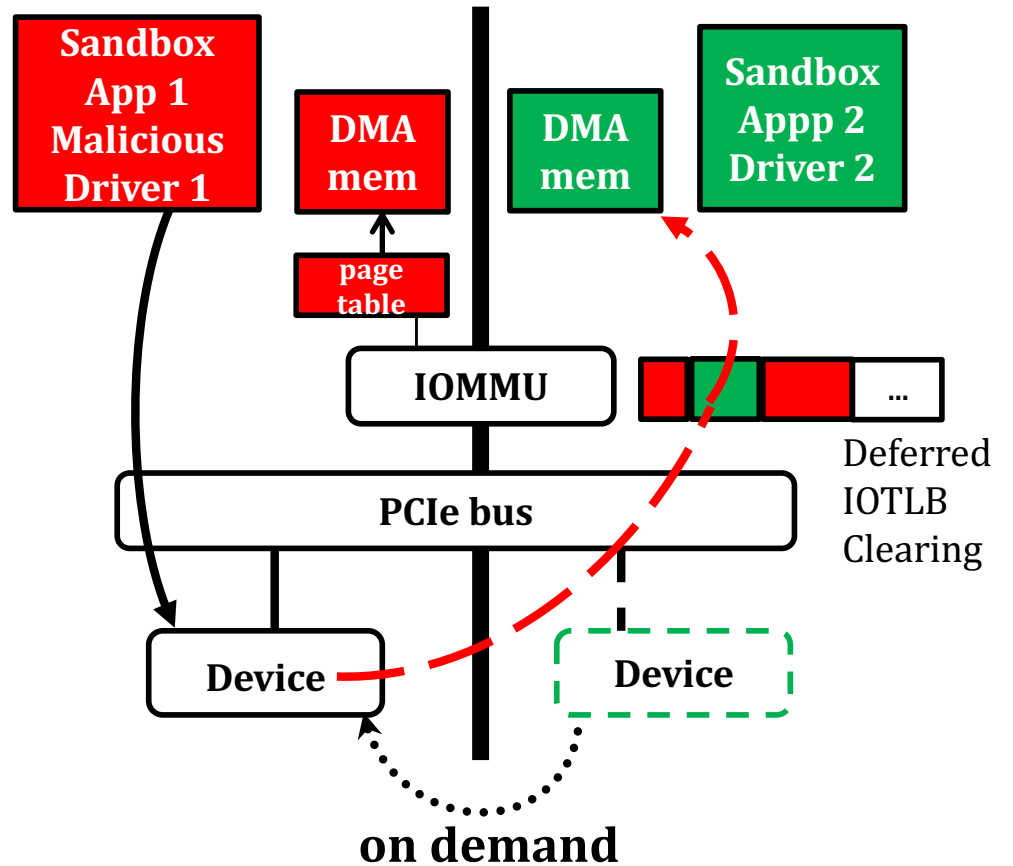 Sandbox
App 1
Malicious
Driver 1
DMA
mem
DMA
mem
Sandbox
Appp 2
Driver 2
page
table
IOMMU
...
Deferred
IOTLB
Clearing
PCIe bus
Device
Device
on demand